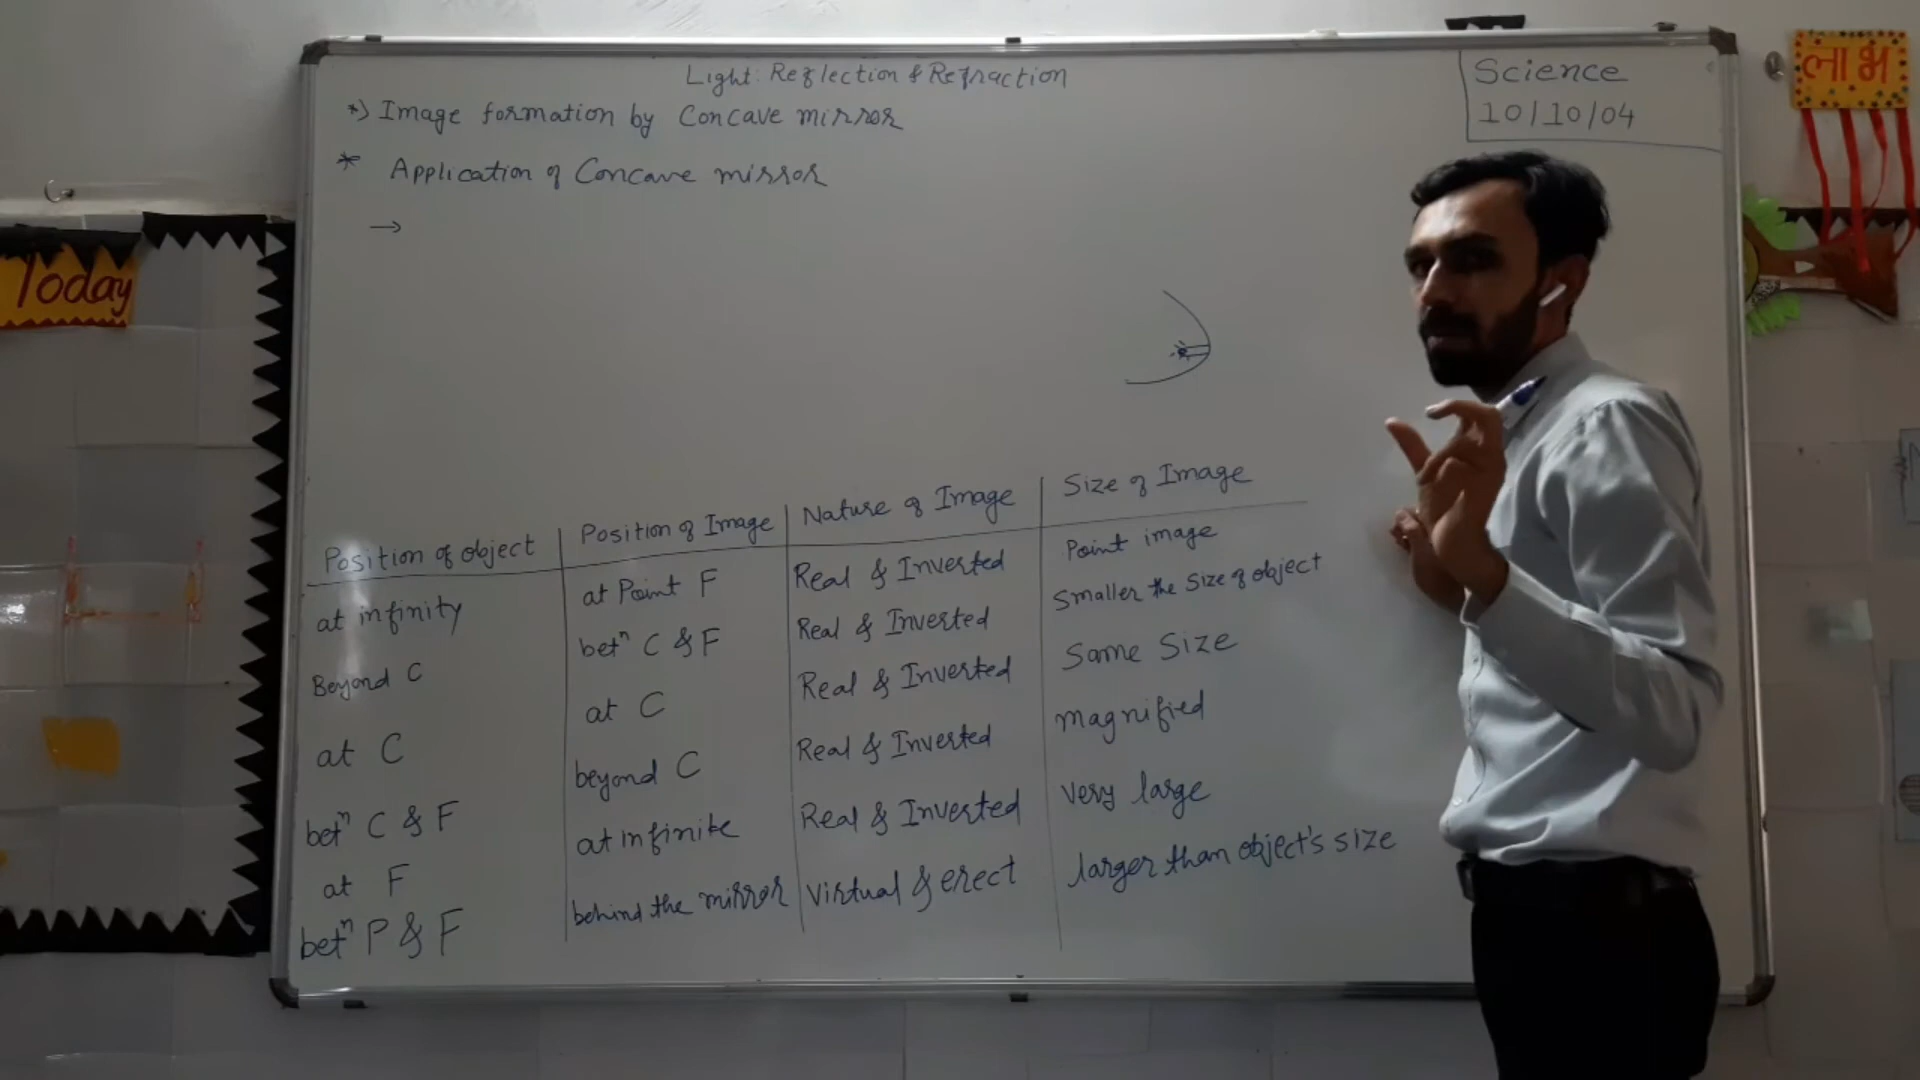 Light: Reflection & Refraction
Science
10/10/04
*) Image formation by Concave mirror
* Application of Concave mirror
→
लाभ
Today
Position of object | Position of Image | Nature of Image | Size of Image
at infinity | at Point F | Real & Inverted | Point image
Beyond C | betn C & F | Real & Inverted | Smaller the Size of object
at C | at C | Real & Inverted | Same Size
betn C & F | beyond C | Real & Inverted | magnified
at F | at infinite | Real & Inverted | Very large
betn P & F | behind the mirror | Virtual & erect | larger than object's size